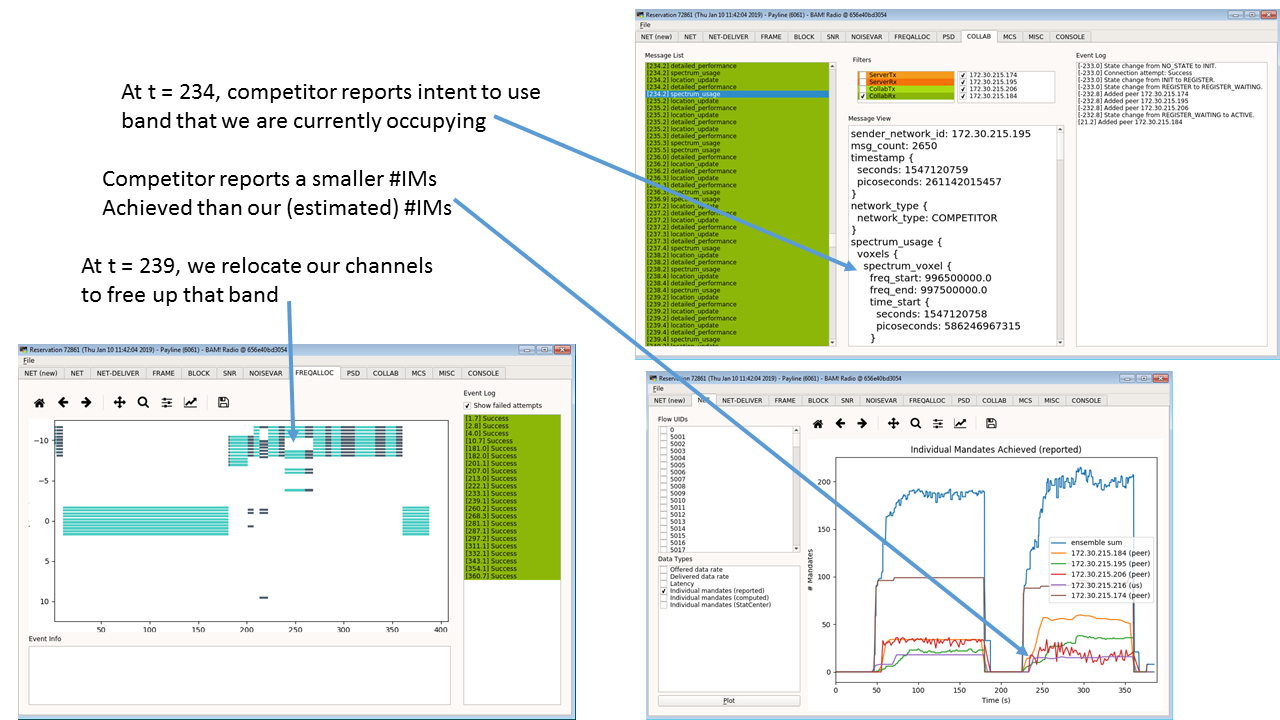 At t = 234, competitor reports intent to use
band that we are currently occupying
Competitor reports a smaller #IMs
Achieved than our (estimated) #IMs
At t = 239, we relocate our channels
to free up that band
Reservation 72861 (Thu Jan 10 11:42:04 2019) - Payline (6061) - BAM! Radio @ 656e40bd3054
File
NET (new) NET NET-DELIVER FRAME BLOCK SNR NOISEVAR FREQALLOC PSD COLLAB MCS MISC CONSOLE
Message List
[234.2] detailed_performance
[234.2] spectrum_usage
[234.2] location_update
[234.2] detailed_performance
[234.2] spectrum_usage
[235.2] location_update
[235.2] location_update
[235.2] detailed_performance
[235.2] location_update
[235.2] location_update
[235.3] detailed_performance
[235.3] spectrum_usage
[235.5] spectrum_usage
[236.0] detailed_performance
[236.2] location_update
[236.2] location_update
[236.3] detailed_performance
[236.9] spectrum_usage
[237.2] location_update
[237.2] detailed_performance
[237.2] location_update
[237.3] location_update
[237.3] detailed_performance
[237.4] spectrum_usage
[238.2] location_update
[238.2] detailed_performance
[238.2] spectrum_usage
[238.4] location_update
[238.4] detailed_performance
[238.4] spectrum_usage
[239.2] location_update
[239.2] detailed_performance
[239.2] location_update
[239.4] location_update
[239.4] detailed_performance
[239.4] spectrum_usage
Filters
ServerTx
ServerRx
CollabTx
CollabRx
172.30.215.174
172.30.215.195
172.30.215.206
172.30.215.184
Message View
sender_network_id: 172.30.215.195
msg_count: 2650
timestamp {
seconds: 1547120759
picoseconds: 261142015457
}
network_type {
network_type: COMPETITOR
}
spectrum_usage {
voxels {
spectrum_voxel {
freq_start: 996500000.0
freq_end: 997500000.0
time_start {
seconds: 1547120758
picoseconds: 586246967315
}
Event Log
[-233.0] State change from NO_STATE to INIT.
[-233.0] Connection attempt: Success
[-233.0] State change from INIT to REGISTER.
[-233.0] State change from REGISTER to REGISTER_WAITING.
[-232.8] Added peer 172.30.215.174
[-232.8] Added peer 172.30.215.195
[-232.8] Added peer 172.30.215.206
[-232.8] State change from REGISTER_WAITING to ACTIVE.
[21.2] Added peer 172.30.215.184
Reservation 72861 (Thu Jan 10 11:42:04 2019) - Payline (6061) - BAM! Radio @ 656e40bd3054
File
NET (new) NET NET-DELIVER FRAME BLOCK SNR NOISEVAR FREQALLOC PSD COLLAB MCS MISC CONSOLE
−10
−5
0
5
10
50 100 150 200 250 300 350 400
Event Info
Event Log
Show failed attempts
[1.7] Success
[2.8] Success
[4.0] Success
[10.7] Success
[181.0] Success
[182.0] Success
[201.1] Success
[207.0] Success
[213.0] Success
[222.1] Success
[233.1] Success
[239.1] Success
[260.2] Success
[268.3] Success
[281.1] Success
[287.1] Success
[297.2] Success
[311.1] Success
[332.1] Success
[343.1] Success
[354.1] Success
[360.7] Success
Reservation 72861 (Thu Jan 10 11:42:04 2019) - Payline (6061) - BAM! Radio @ 656e40bd3054
File
NET (new) NET-DELIVER FRAME BLOCK SNR NOISEVAR FREQALLOC PSD COLLAB MCS MISC CONSOLE
Flow UIDs
0
5001
5002
5003
5004
5005
5006
5007
5008
5009
5010
5011
5012
5013
5014
5015
5016
5017
Data Types
Offered data rate
Delivered data rate
Latency
Individual mandates (reported)
Individual mandates (computed)
Individual mandates (StatCenter)
Plot
Individual Mandates Achieved (reported)
# Mandates
200
150
100
50
0
ensemble sum
172.30.215.184 (peer)
172.30.215.195 (peer)
172.30.215.206 (peer)
172.30.215.216 (us)
172.30.215.174 (peer)
0 50 100 150 200 250 300 350
Time (s)